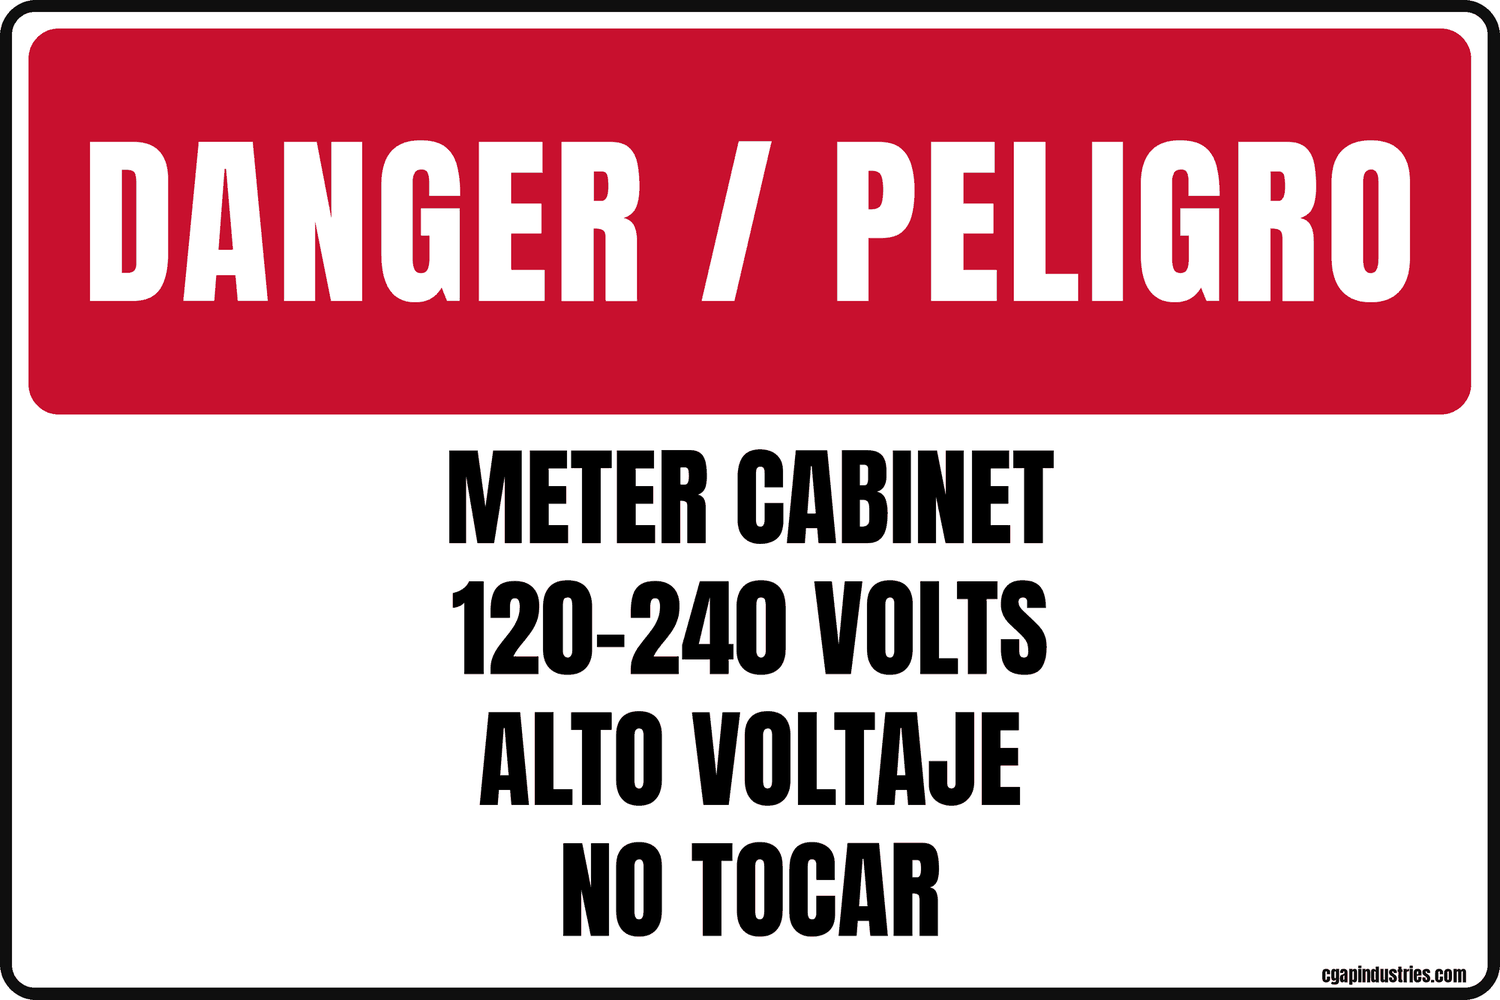 DANGER / PELIGRO
METER CABINET
120-240 VOLTS
ALTO VOLTAJE
NO TOCAR
cgapindustries.com